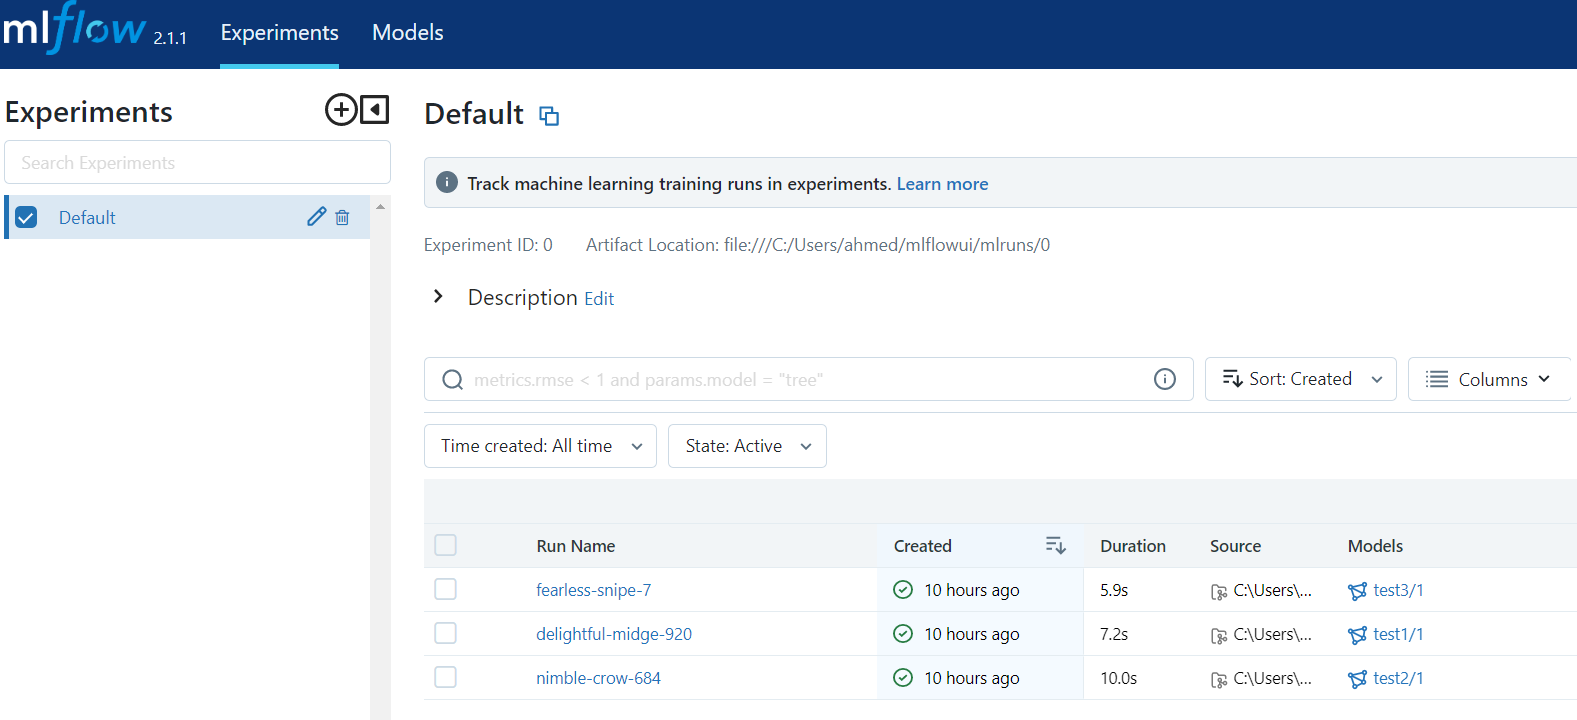 mlflow 2.1.1 Experiments Models
Experiments
Search Experiments
Default
Default
Track machine learning training runs in experiments. Learn more
Experiment ID: 0 Artifact Location: file:///C:/Users/ahmed/mlflowui/mlruns/0
Description Edit
metrics.rmse < 1 and params.model = "tree" Sort: Created Columns
Time created: All time State: Active
Run Name Created Duration Source Models
fearless-snipe-7 10 hours ago 5.9s C:\Users\... test3/1
delightful-midge-920 10 hours ago 7.2s C:\Users\... test1/1
nimble-crow-684 10 hours ago 10.0s C:\Users\... test2/1